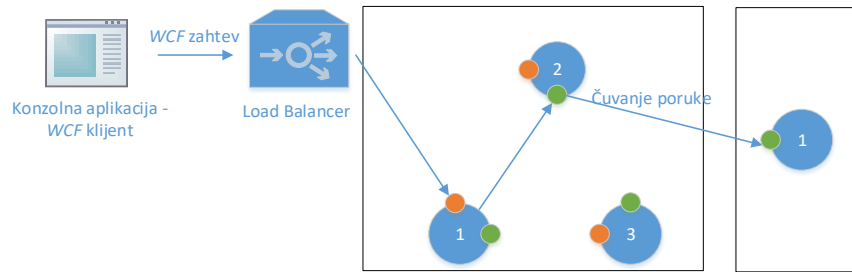 WCF zahtev
Konzolna aplikacija -
WCF klijent
Load Balancer
2
Čuvanje poruke
1
1
3